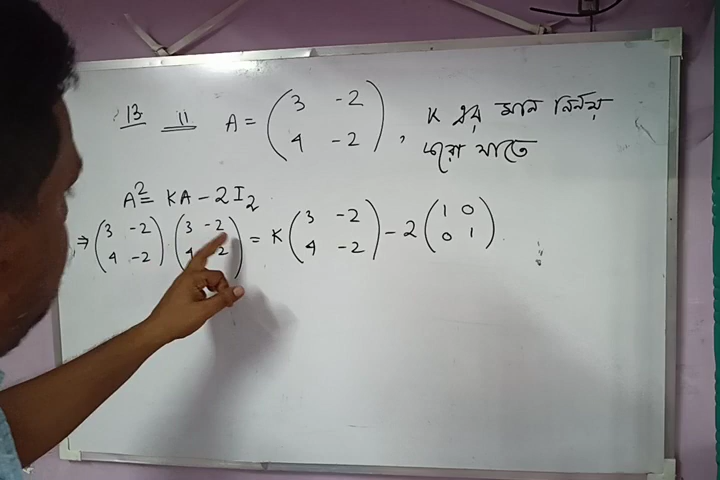 13 11 A = (3 -2 4 -2), K এর মান নির্নয়
করো যাতে
A² = KA - 2I₂
⇒ (3 -2 4 -2) (3 -2 4 -2) = K (3 -2 4 -2) - 2 (1 0 0 1)